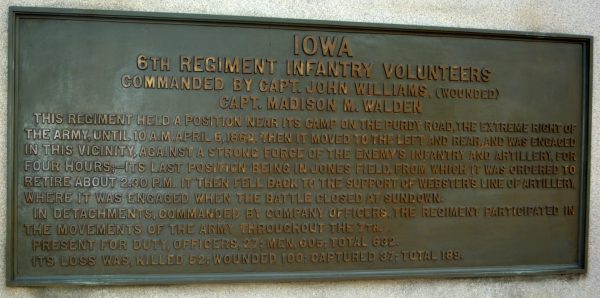 IOWA
6TH REGIMENT INFANTRY VOLUNTEERS
COMMANDED BY CAPT. JOHN WILLIAMS, (WOUNDED)
CAPT. MADISON M. WALDEN
THIS REGIMENT HELD A POSITION NEAR ITS CAMP ON THE PURDY ROAD, THE EXTREME RIGHT OF
THE ARMY, UNTIL 10 A.M. APRIL 6, 1862. THEN IT MOVED TO THE LEFT AND REAR, AND WAS ENGAGED
IN THIS VICINITY, AGAINST A STRONG FORCE OF THE ENEMY'S INFANTRY AND ARTILLERY, FOR
FOUR HOURS,—ITS LAST POSITION BEING IN JONES FIELD, FROM WHICH IT WAS ORDERED TO
RETIRE ABOUT 2:30 P.M. IT THEN FELL BACK TO THE SUPPORT OF WEBSTER'S LINE OF ARTILLERY,
WHERE IT WAS ENGAGED WHEN THE BATTLE CLOSED AT SUNDOWN.
IN DETACHMENTS, COMMANDED BY COMPANY OFFICERS, THE REGIMENT PARTICIPATED IN
THE MOVEMENTS OF THE ARMY THROUGHOUT THE 7TH.
PRESENT FOR DUTY, OFFICERS, 27; MEN, 605; TOTAL 632.
ITS LOSS WAS, KILLED 52; WOUNDED 100; CAPTURED 37; TOTAL 189.